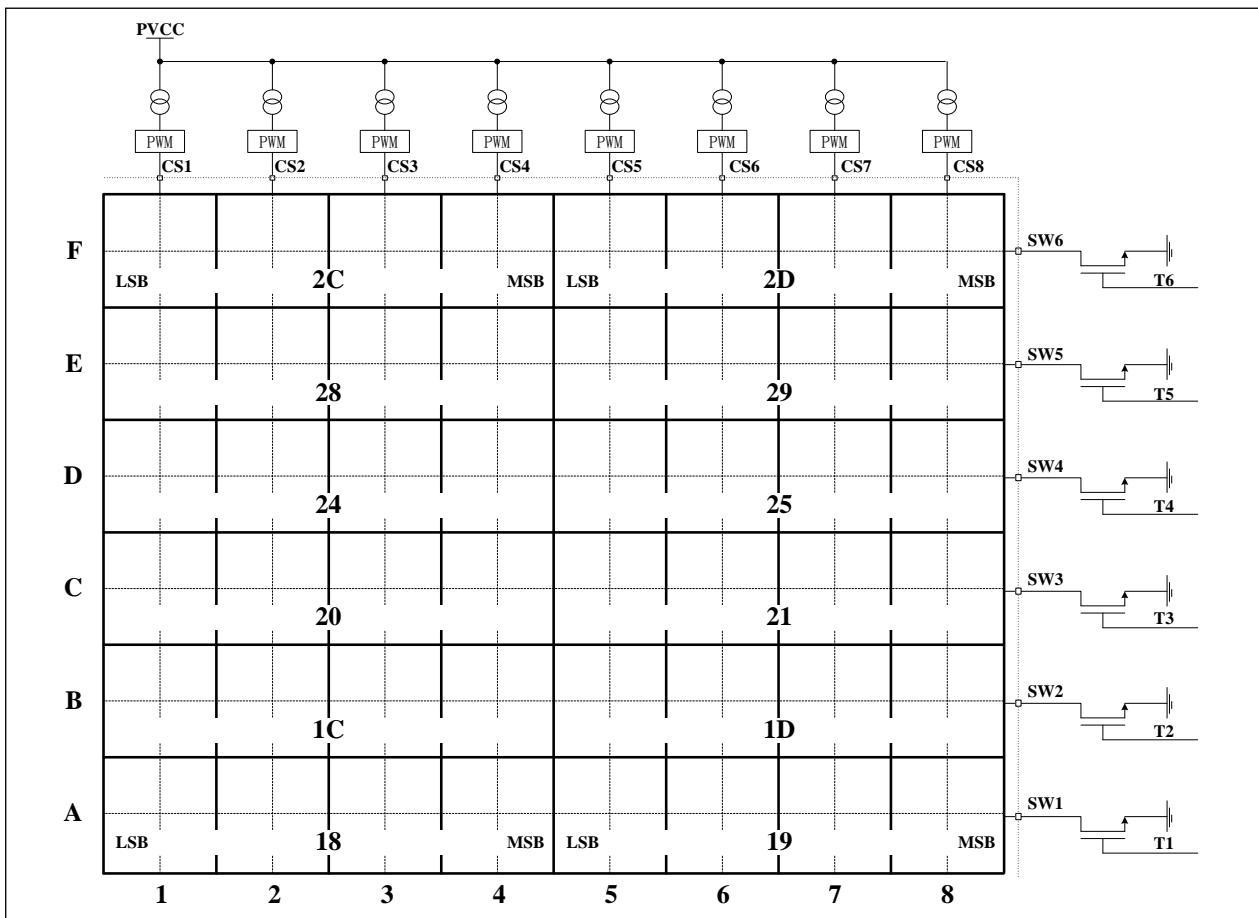 PVCC
PWM PWM PWM PWM PWM PWM PWM PWM
CS1 CS2 CS3 CS4 CS5 CS6 CS7 CS8
F SW6
LSB 2C MSB LSB 2D MSB T6
E SW5
28 29 T5
D SW4
24 25 T4
C SW3
20 21 T3
B SW2
1C 1D T2
A SW1
LSB 18 MSB LSB 19 MSB T1
1 2 3 4 5 6 7 8